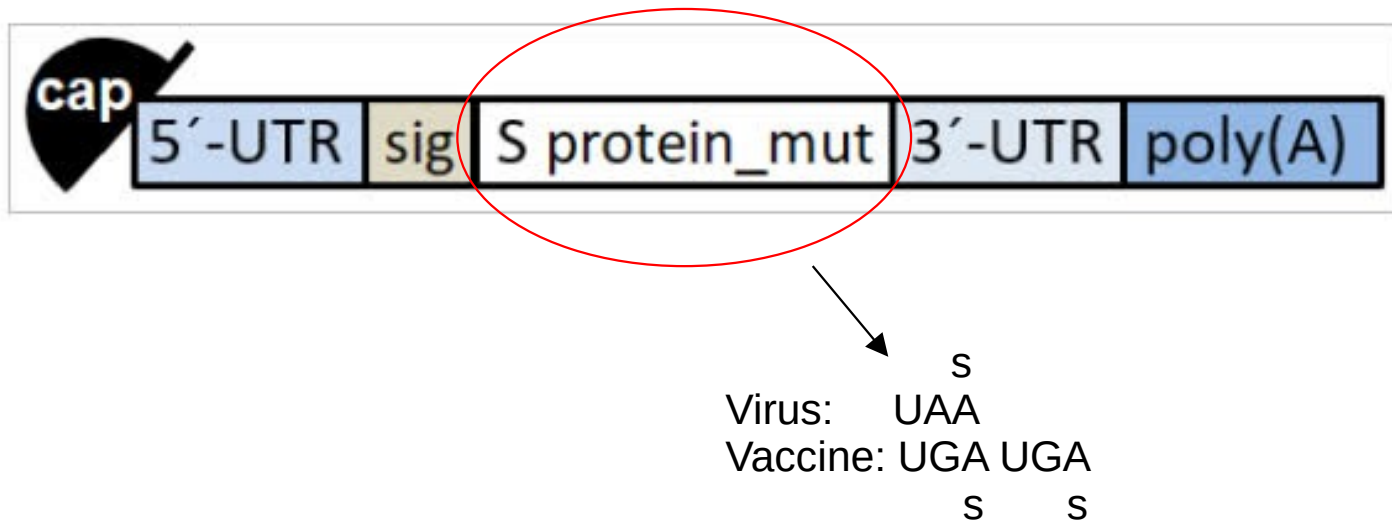 cap
5´-UTR sig S protein_mut 3´-UTR poly(A)
s
Virus: UAA
Vaccine: UGA UGA
s s